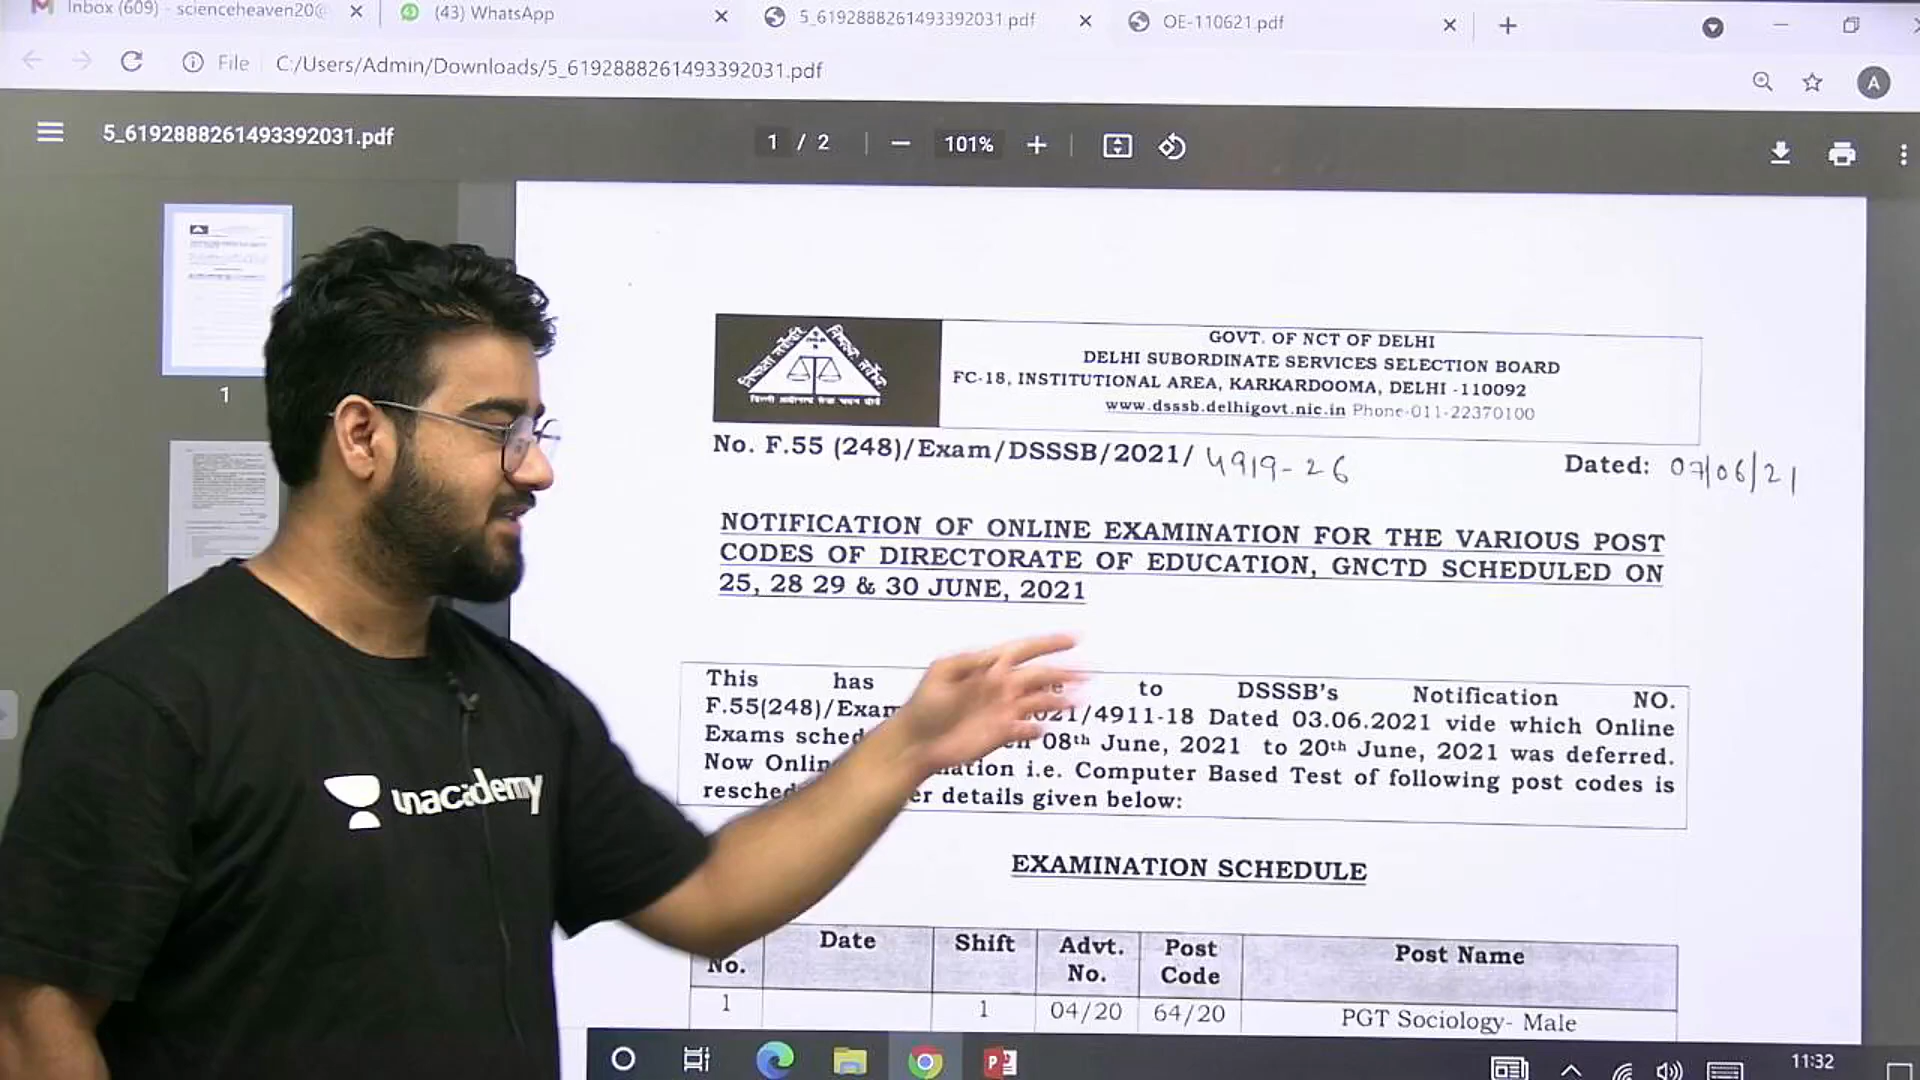 Inbox (609) - scienceheaven20@
(43) WhatsApp
5_6192888261493392031.pdf
OE-110621.pdf
File
C:/Users/Admin/Downloads/5_6192888261493392031.pdf
A
5_6192888261493392031.pdf
1 / 2
101%
1
GOVT. OF NCT OF DELHI
DELHI SUBORDINATE SERVICES SELECTION BOARD
FC-18, INSTITUTIONAL AREA, KARKARDOOMA, DELHI -110092
www.dsssb.delhigovt.nic.in Phone-011-22370100
No. F.55 (248)/Exam/DSSSB/2021/ 4919-26
Dated: 07/06/21
NOTIFICATION OF ONLINE EXAMINATION FOR THE VARIOUS POST
CODES OF DIRECTORATE OF EDUCATION, GNCTD SCHEDULED ON
25, 28 29 & 30 JUNE, 2021
This has to DSSSB's Notification NO.
F.55(248)/Exam 2021/4911-18 Dated 03.06.2021 vide which Online
Exams sched 08th June, 2021 to 20th June, 2021 was deferred.
Now Onlin ation i.e. Computer Based Test of following post codes is
resched er details given below:
EXAMINATION SCHEDULE
No. Date Shift Advt. No. Post Code Post Name
1 1 04/20 64/20 PGT Sociology- Male
unacademy
11:32